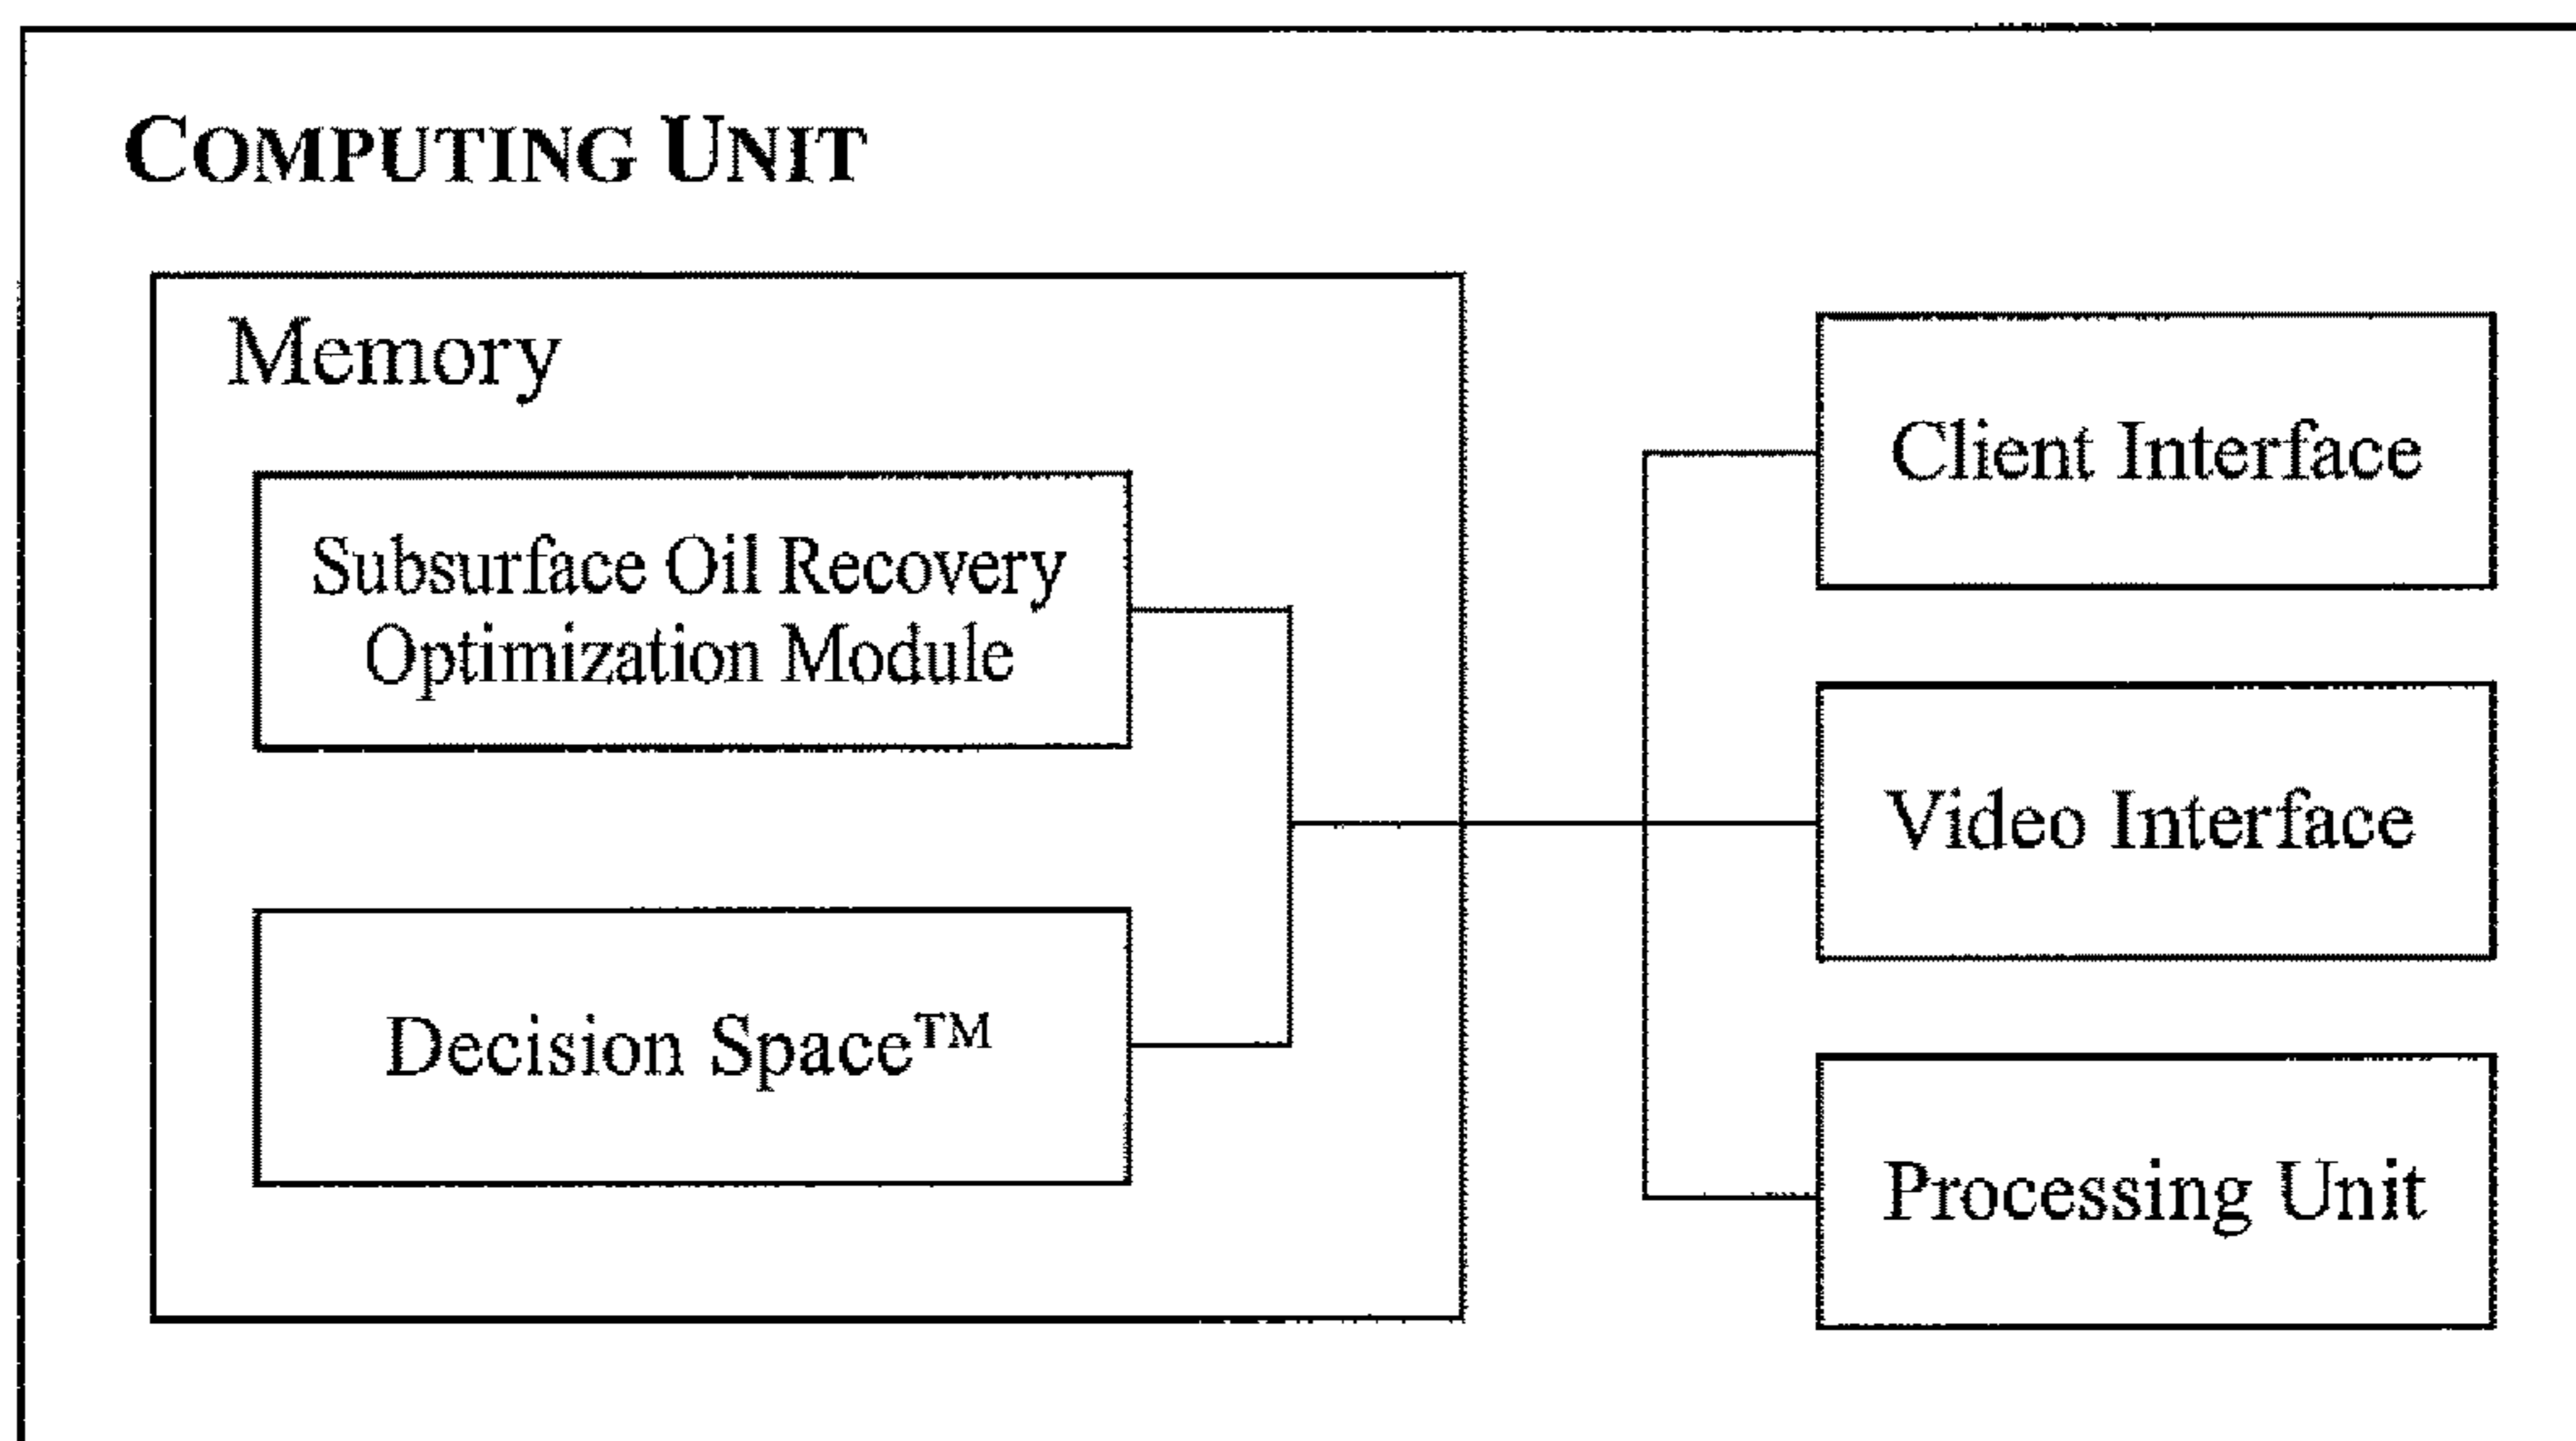 COMPUTING UNIT
Memory
Subsurface Oil Recovery
Optimization Module
Decision Space™
Client Interface
Video Interface
Processing Unit